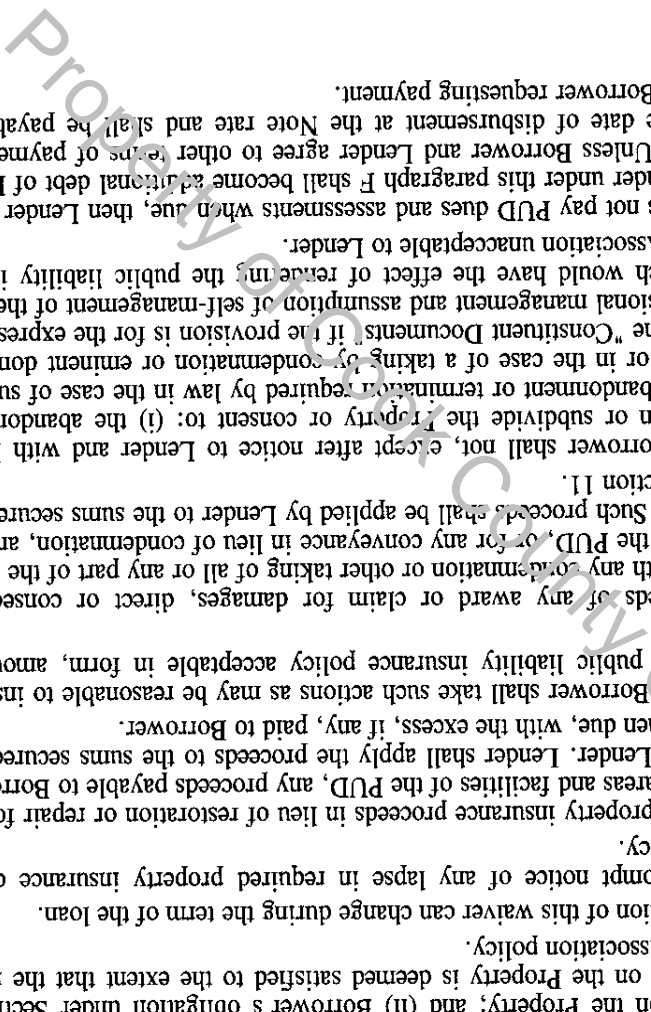 on the Property; and (ii) Borrower's obligation under Secti
on the Property is deemed satisfied to the extent that the
ssociation policy.
tion of this waiver can change during the term of the loan.
ompt notice of any lapse in required property insurance c
cy.
property insurance proceeds in lieu of restoration or repair fo
areas and facilities of the PUD, any proceeds payable to Borro
Lender. Lender shall apply the proceeds to the sums secured
hen due, with the excess, if any, paid to Borrower.
Borrower shall take such actions as may be reasonable to ins
public liability insurance policy acceptable in form, amou
eds of any award or claim for damages, direct or consec
th any condemnation or other taking of all or any part of the
the PUD, or for any conveyance in lieu of condemnation, ar
Such proceeds shall be applied by Lender to the sums secure
ction 11.
orrower shall not, except after notice to Lender and with
n or subdivide the Property or consent to: (i) the abandor
bandonment or termination required by law in the case of su
or in the case of a taking by condemnation or eminent dom
he "Constituent Documents" if the provision is for the expres
sional management and assumption of self-management of the
ch would have the effect of rendering the public liability i
Association unacceptable to Lender.
s not pay PUD dues and assessments when due, then Lender
nder under this paragraph F shall become additional debt of
Unless Borrower and Lender agree to other terms of payme
e date of disbursement at the Note rate and shall be payab
Borrower requesting payment.
Property of Cook County